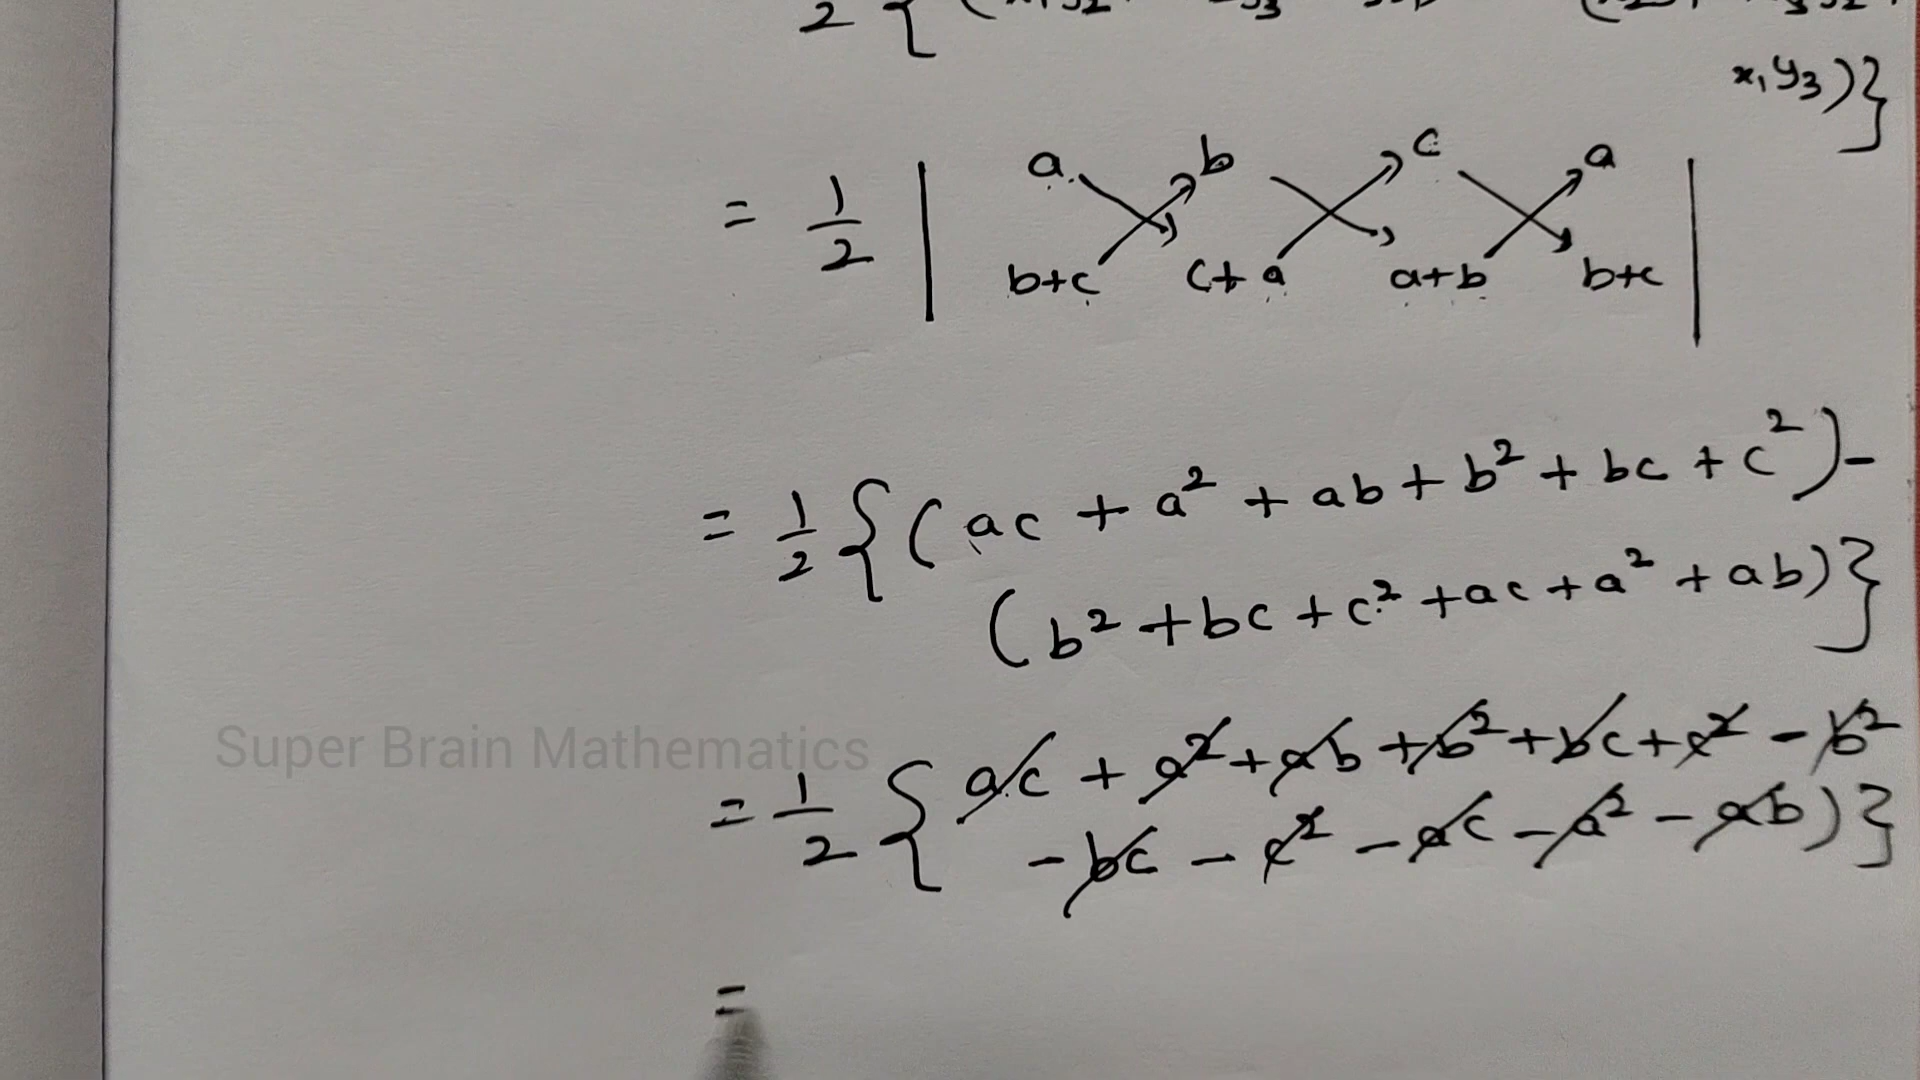 x₁y₃)}
= 1/2 | a b c a
b+c c+a a+b b+c |
= 1/2 {(ac + a² + ab + b² + bc + c²) -
(b² + bc + c² + ac + a² + ab)}
Super Brain Mathematics
= 1/2 { ac + a² + ab + b² + bc + c² - b²
- bc - c² - ac - a² - ab)}
=